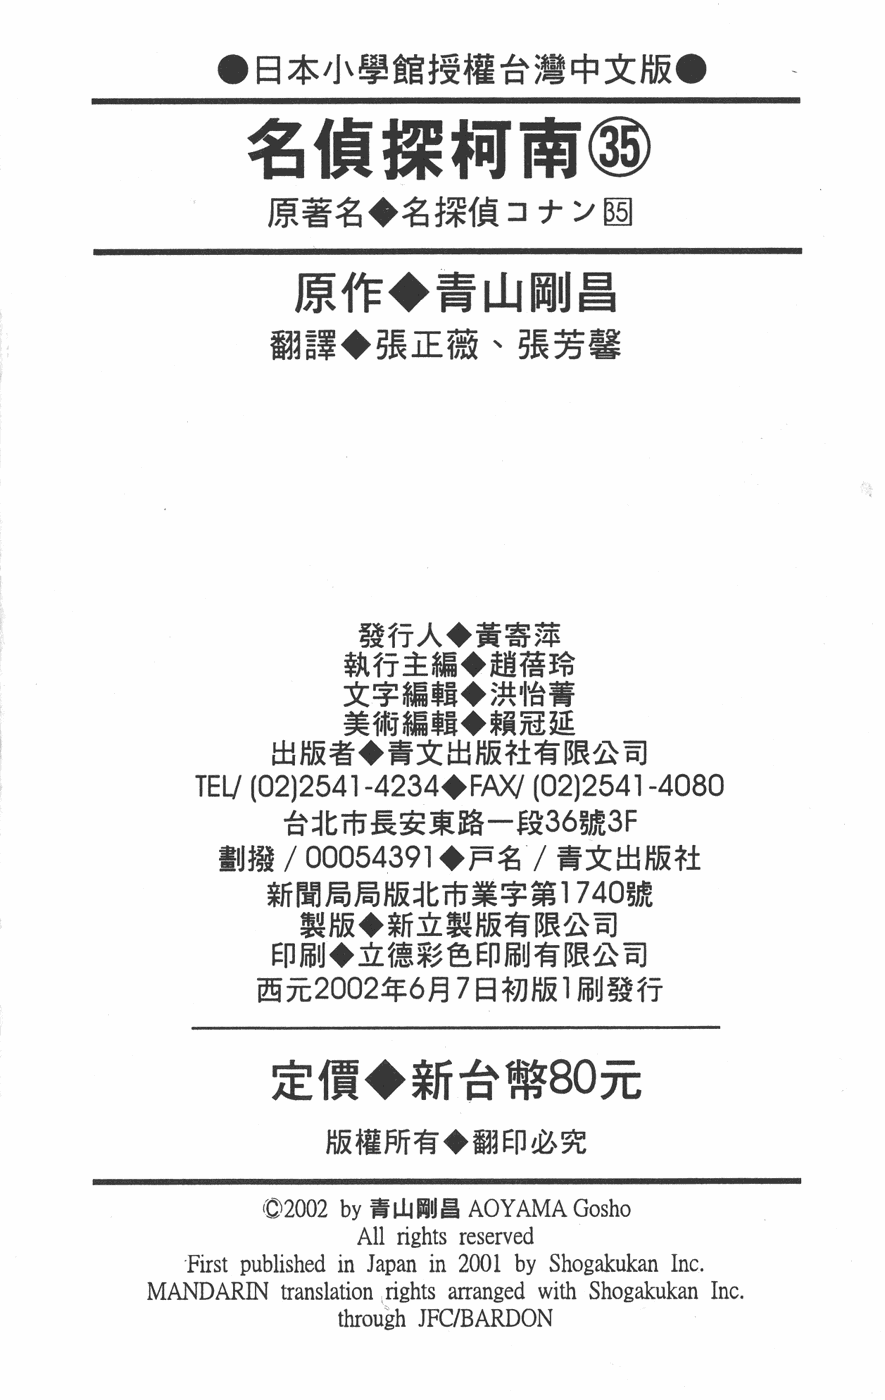 ●日本小學館授權台灣中文版●
名偵探柯南㉟
原著名◆名探偵コナン35
原作◆青山剛昌
翻譯◆張正薇、張芳馨
發行人◆黃寄萍
執行主編◆趙蓓玲
文字編輯◆洪怡菁
美術編輯◆賴冠延
出版者◆青文出版社有限公司
TEL/ (02)2541-4234◆FAX/ (02)2541-4080
台北市長安東路一段36號3F
劃撥 / 00054391◆戶名 / 青文出版社
新聞局局版北市業字第1740號
製版◆新立製版有限公司
印刷◆立德彩色印刷有限公司
西元2002年6月7日初版1刷發行
定價◆新台幣80元
版權所有◆翻印必究
©2002 by 青山剛昌 AOYAMA Gosho
All rights reserved
First published in Japan in 2001 by Shogakukan Inc.
MANDARIN translation rights arranged with Shogakukan Inc.
through JFC/BARDON